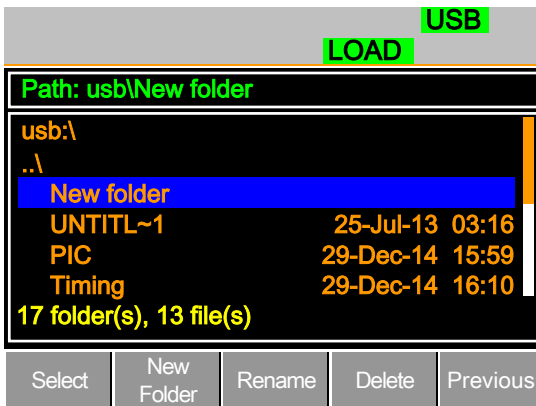 USB
LOAD
Path: usb\New folder
usb:\
..\
New folder
UNTITL~1 25-Jul-13 03:16
PIC 29-Dec-14 15:59
Timing 29-Dec-14 16:10
17 folder(s), 13 file(s)
Select New Folder Rename Delete Previous